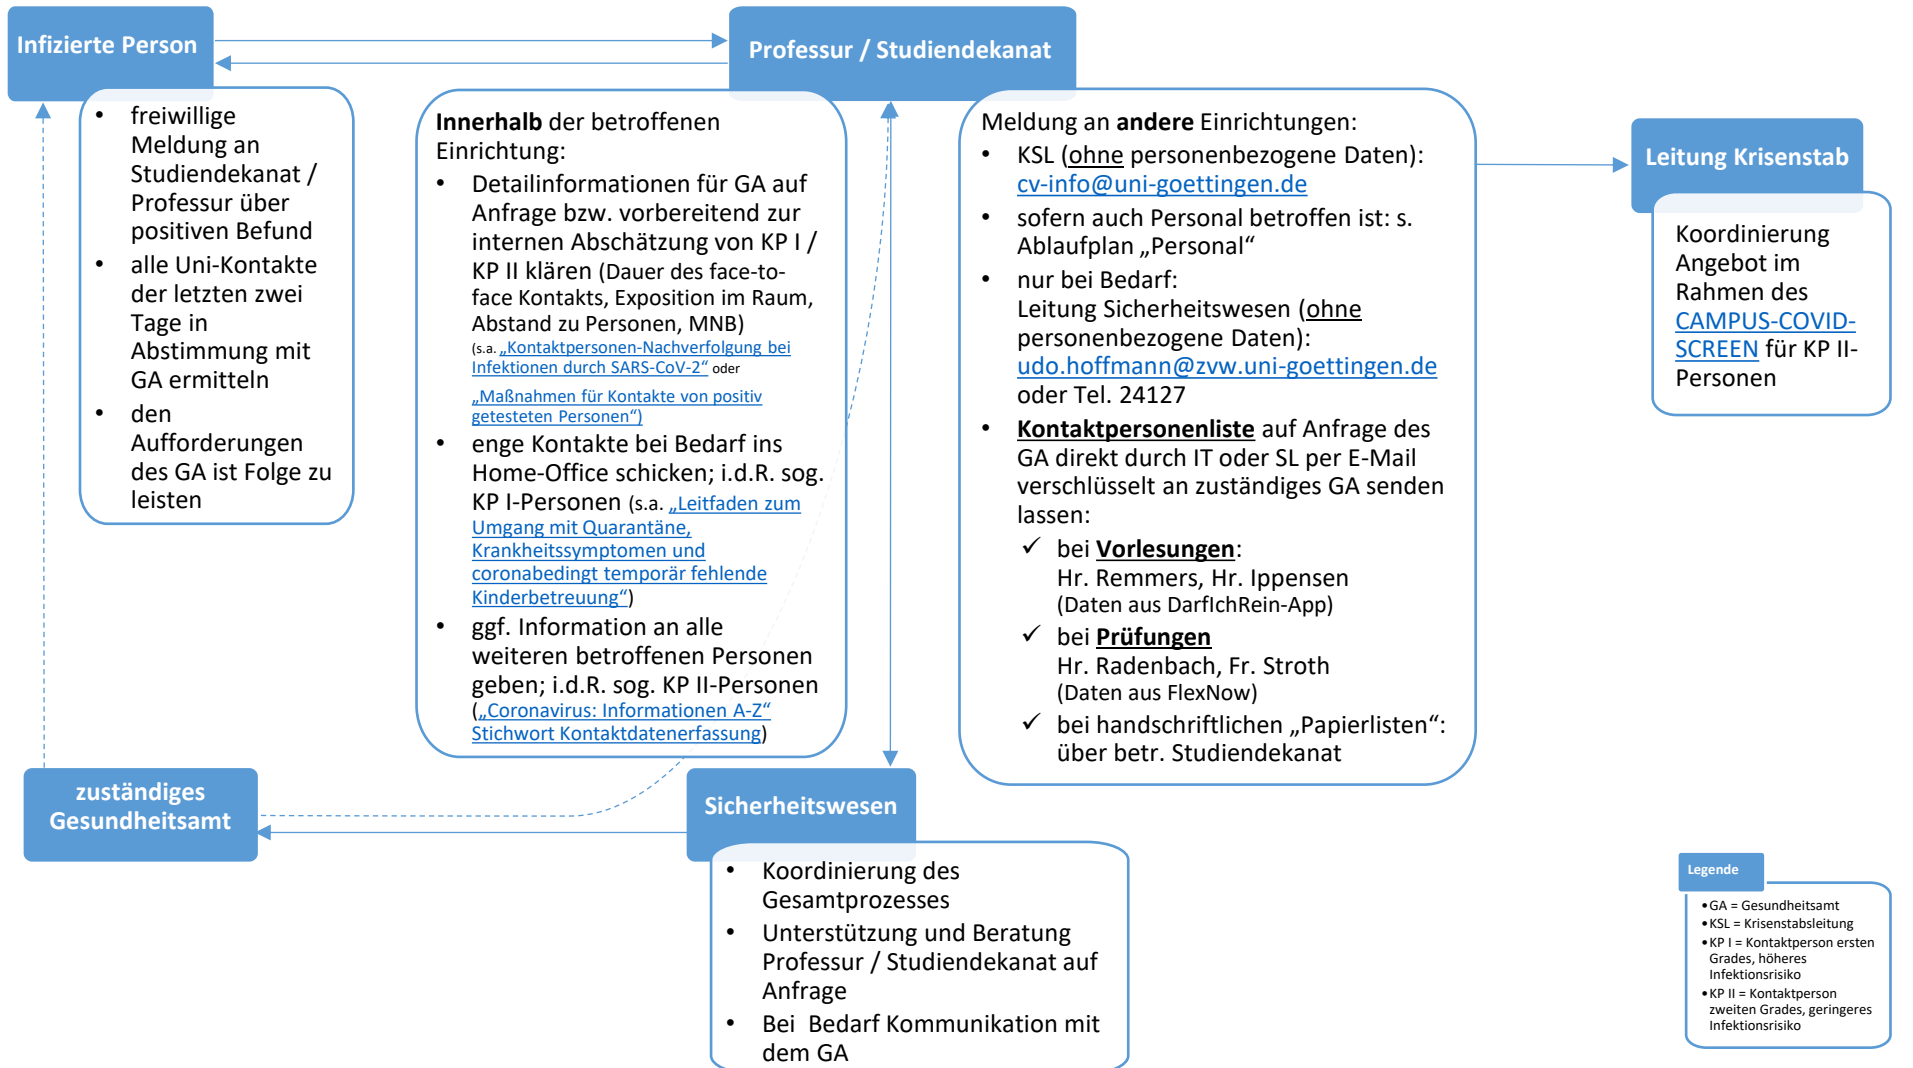 Infizierte Person
• freiwillige
Meldung an
Studiendekanat /
Professur über
positiven Befund
• alle Uni-Kontakte
der letzten zwei
Tage in
Abstimmung mit
GA ermitteln
• den
Aufforderungen
des GA ist Folge zu
leisten
Professur / Studiendekanat
Innerhalb der betroffenen
Einrichtung:
• Detailinformationen für GA auf
Anfrage bzw. vorbereitend zur
internen Abschätzung von KP I /
KP II klären (Dauer des face-to-
face Kontakts, Exposition im Raum,
Abstand zu Personen, MNB)
(s.a. „Kontaktpersonen-Nachverfolgung bei
Infektionen durch SARS-CoV-2“ oder
„Maßnahmen für Kontakte von positiv
getesteten Personen“)
• enge Kontakte bei Bedarf ins
Home-Office schicken; i.d.R. sog.
KP I-Personen (s.a. „Leitfaden zum
Umgang mit Quarantäne,
Krankheitssymptomen und
coronabedingt temporär fehlende
Kinderbetreuung“)
• ggf. Information an alle
weiteren betroffenen Personen
geben; i.d.R. sog. KP II-Personen
(„Coronavirus: Informationen A-Z“
Stichwort Kontaktdatenerfassung)
Meldung an andere Einrichtungen:
• KSL (ohne personenbezogene Daten):
cv-info@uni-goettingen.de
• sofern auch Personal betroffen ist: s.
Ablaufplan „Personal“
• nur bei Bedarf:
Leitung Sicherheitswesen (ohne
personenbezogene Daten):
udo.hoffmann@zvw.uni-goettingen.de
oder Tel. 24127
• Kontaktpersonenliste auf Anfrage des
GA direkt durch IT oder SL per E-Mail
verschlüsselt an zuständiges GA senden
lassen:
✓ bei Vorlesungen:
Hr. Remmers, Hr. Ippensen
(Daten aus DarfIchRein-App)
✓ bei Prüfungen
Hr. Radenbach, Fr. Stroth
(Daten aus FlexNow)
✓ bei handschriftlichen „Papierlisten“:
über betr. Studiendekanat
Leitung Krisenstab
Koordinierung
Angebot im
Rahmen des
CAMPUS-COVID-
SCREEN für KP II-
Personen
zuständiges
Gesundheitsamt
Sicherheitswesen
• Koordinierung des
Gesamtprozesses
• Unterstützung und Beratung
Professur / Studiendekanat auf
Anfrage
• Bei  Bedarf Kommunikation mit
dem GA
Legende
• GA = Gesundheitsamt
• KSL = Krisenstabsleitung
• KP I = Kontaktperson ersten
Grades, höheres
Infektionsrisiko
• KP II = Kontaktperson
zweiten Grades, geringeres
Infektionsrisiko